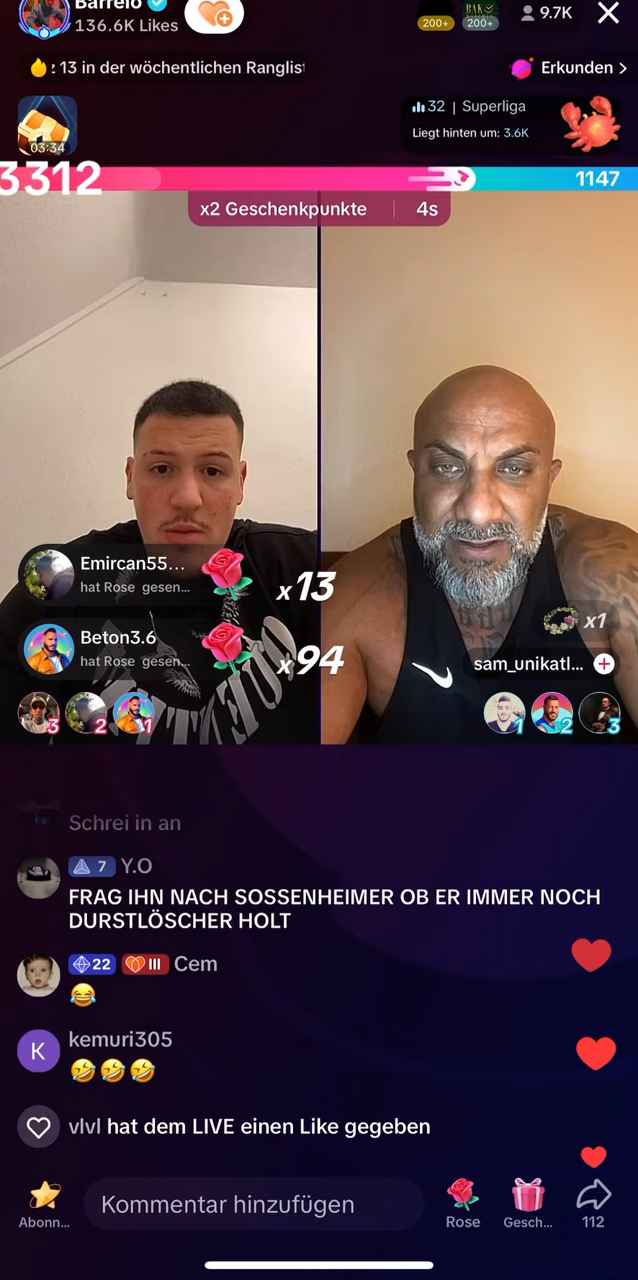 Barrelo
136.6K Likes
200+
BAK
200+
9.7K
z 13 in der wöchentlichen Ranglist
Erkunden >
32 | Superliga
03:34
Liegt hinten um: 3.6K
3312
1147
x2 Geschenkpunkte | 4s
Emircan55...
hat Rose gesen...
x13
Beton3.6
hat Rose gesen...
x94
x1
sam_unikatl...
3
2
1
1
2
3
Schrei in an
7 Y.O
FRAG IHN NACH SOSSENHEIMER OB ER IMMER NOCH
DURSTLÖSCHER HOLT
22 III Cem
😂
K
kemuri305
🤣🤣🤣
vlvl hat dem LIVE einen Like gegeben
Kommentar hinzufügen
Abonn...
Rose
Gesch...
112